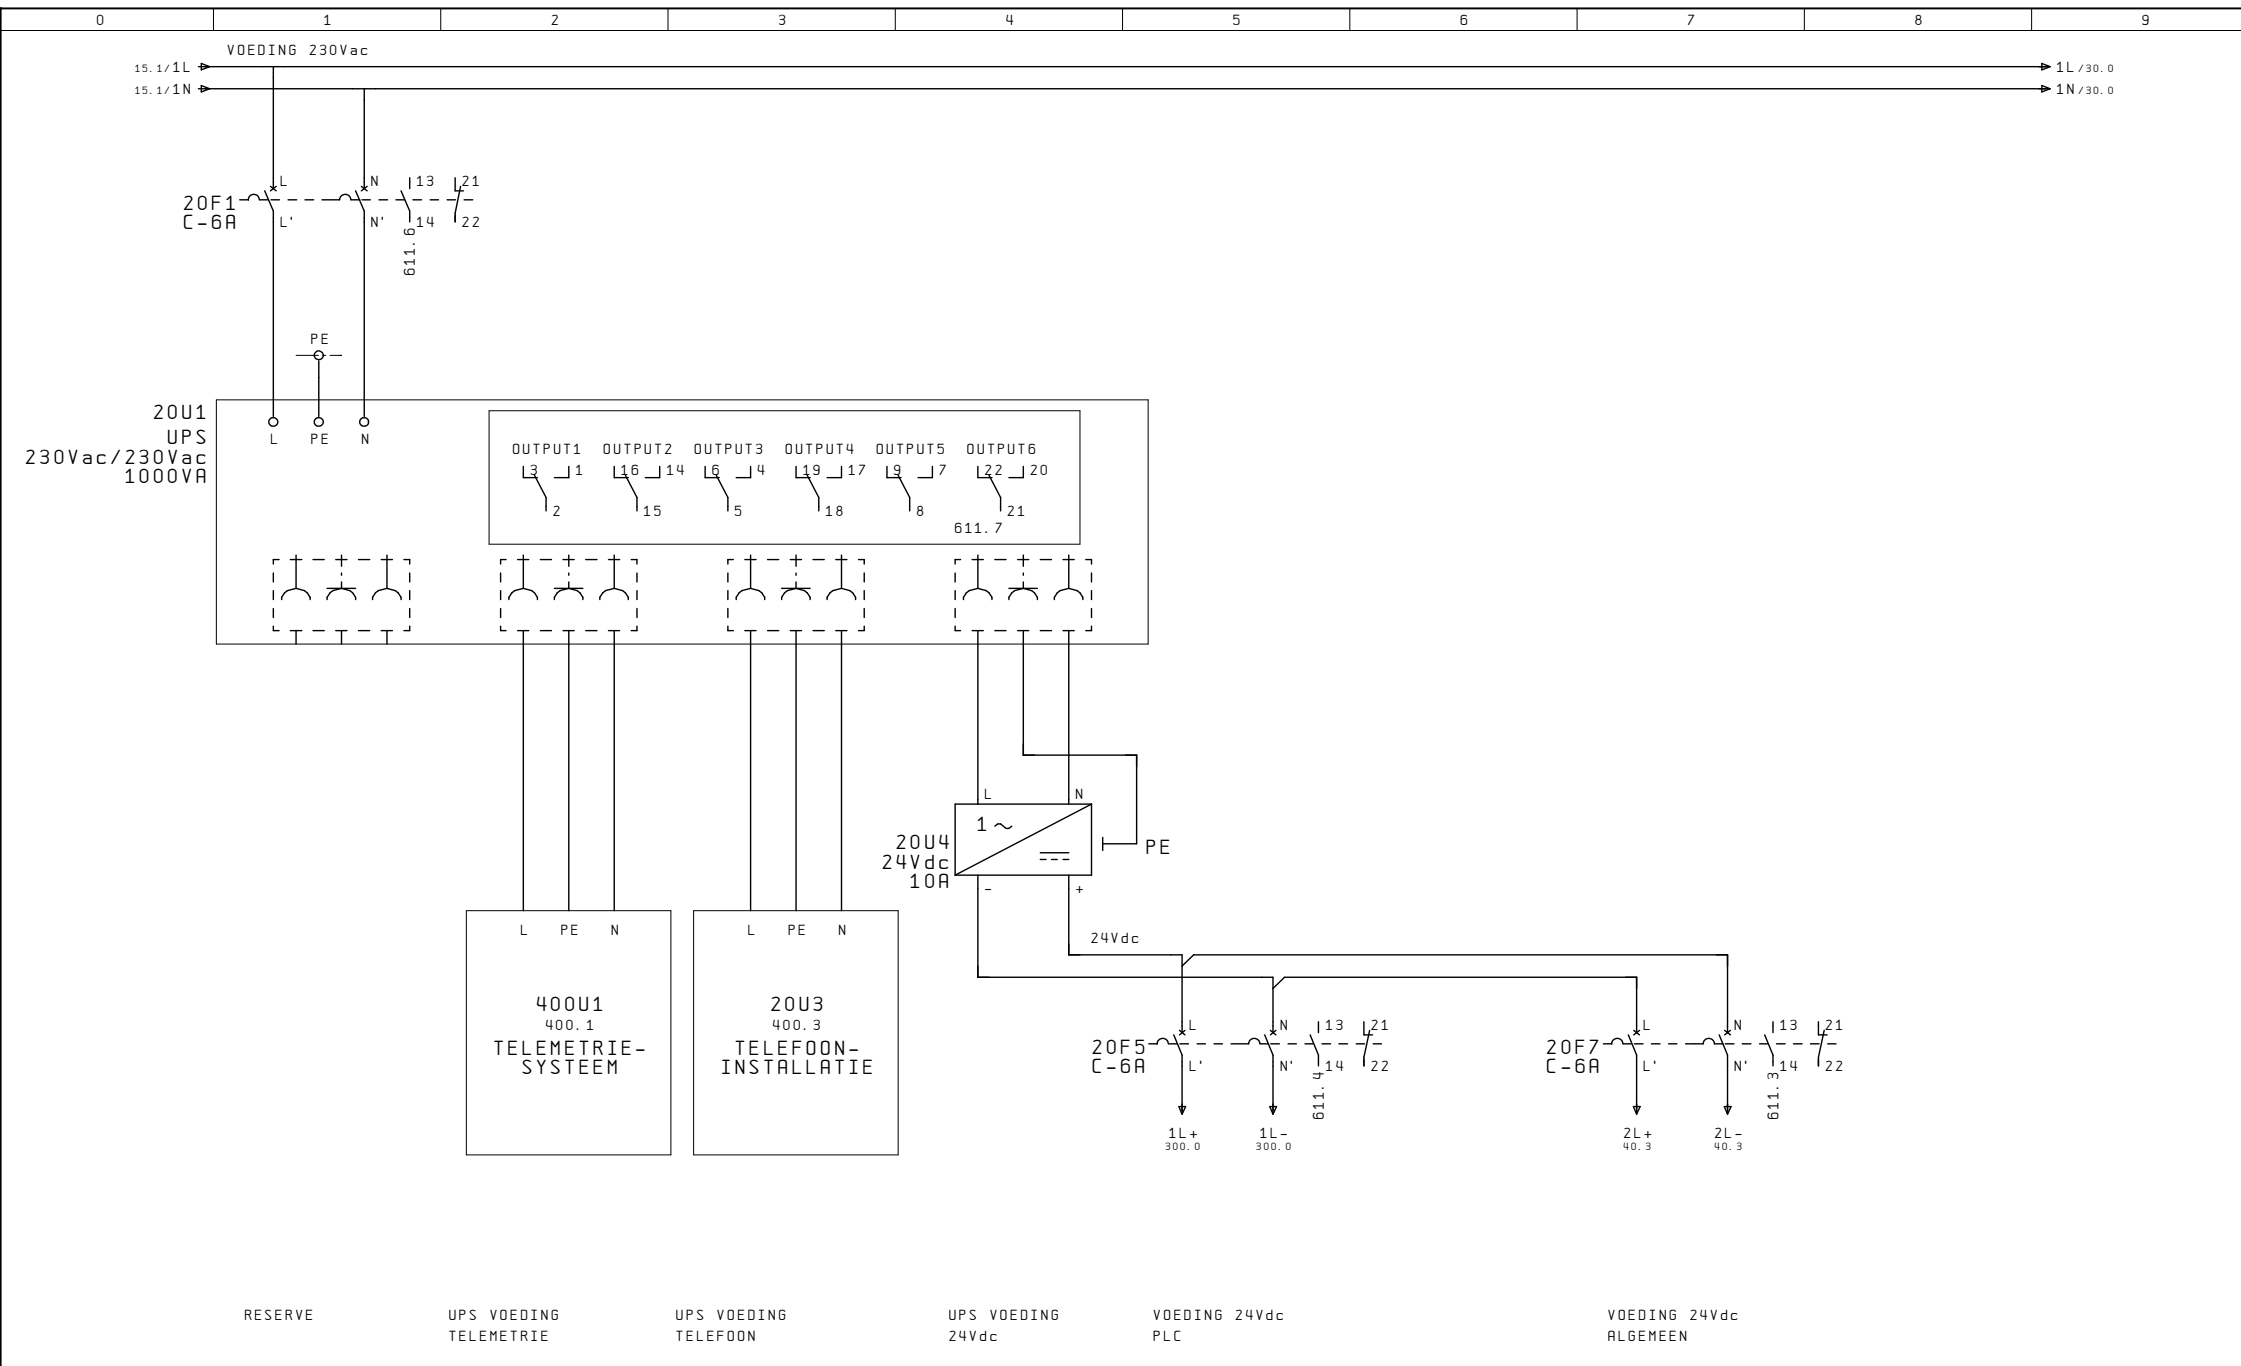 0 1 2 3 4 5 6 7 8 9
VOEDING 230Vac
15.1/1L 1L/30.0
15.1/1N 1N/30.0
L N 13 21
20F1
C-6A
L' N' 14 22
611.6
PE
20U1
UPS
230Vac/230Vac
1000VA
L PE N
OUTPUT1 OUTPUT2 OUTPUT3 OUTPUT4 OUTPUT5 OUTPUT6
3 1 16 14 6 4 19 17 9 7 22 20
2 15 5 18 8 21
611.7
L N
1
20U4
24Vdc
10A
PE
- +
L PE N L PE N
24Vdc
400U1
400.1
TELEMETRIE-
SYSTEEM
20U3
400.3
TELEFOON-
INSTALLATIE
L N 13 21
20F5
C-6A
L' N' 14 22
611.4
1L+ 1L-
300.0 300.0
L N 13 21
20F7
C-6A
L' N' 14 22
611.3
2L+ 2L-
40.3 40.3
RESERVE
UPS VOEDING
TELEMETRIE
UPS VOEDING
TELEFOON
UPS VOEDING
24Vdc
VOEDING 24Vdc
PLC
VOEDING 24Vdc
ALGEMEEN